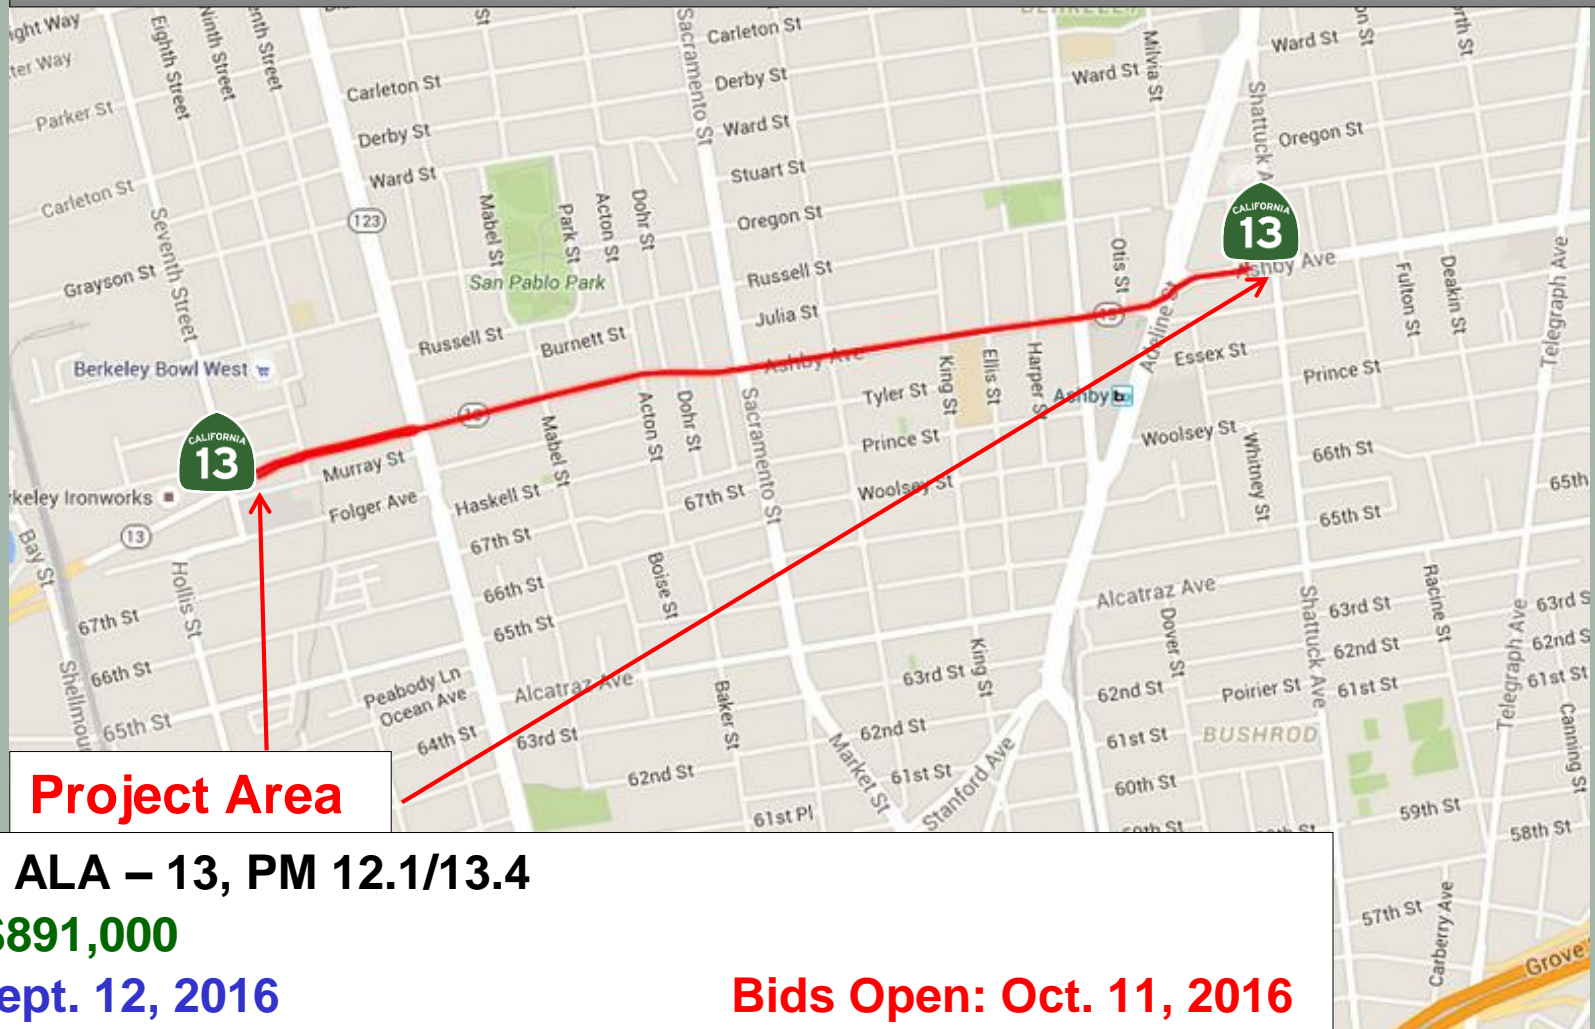 Carleton St
Ward St
Milvia St
Ward St
Eighth Street
Ninth Street
Sacramento St
Derby St
Carleton St
Parker St
Shattuck
Oregon St
Derby St
Ward St
Ward St
Stuart St
Carleton St
123
Mabel St
Park St
Acton St
Dohr St
Oregon St
CALIFORNIA
13
Seventh Street
Grayson St
San Pablo Park
Russell St
Otis St
Ashby Ave
Fulton St
Deakin St
Telegraph Ave
Julia St
Russell St
Burnett St
Adeline St
Essex St
Berkeley Bowl West
Ashby Ave
Prince St
Tyler St
King St
Ellis St
Harper St
Ashby
Acton St
Dohr St
Sacramento St
CALIFORNIA
13
Mabel St
Prince St
Woolsey St
Whitney St
66th St
Murray St
Haskell St
67th St
Woolsey St
65th
keley Ironworks
Folger Ave
65th St
13
67th St
Bay St
Hollis St
66th St
Boise St
Alcatraz Ave
Racine St
67th St
65th St
Dover St
Shattuck Ave
63rd St
63rd S
62nd St
62nd S
66th St
Peabody Ln
Ocean Ave
Alcatraz Ave
63rd St
King St
62nd St
Poirier St
61st St
61st St
Telegraph Ave
Canning St
65th St
64th St
63rd St
Baker St
Market St
62nd St
61st St
BUSHROD
62nd St
61st St
Stanford Ave
60th St
61st Pl
59th St
58th St
57th St
Carberry Ave
Grove
Project Area
ALA – 13, PM 12.1/13.4
$891,000
ept. 12, 2016
Bids Open: Oct. 11, 2016